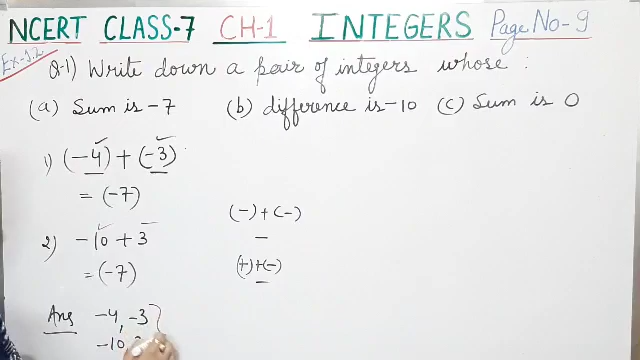 NCERT CLASS-7 CH-1 INTEGERS Page No-9
Ex-1.2
Q-1) Write down a pair of integers whose :
(a) Sum is -7 (b) difference is -10 (c) Sum is 0
1) (-4) + (-3)
= (-7)
(-) + (-)
-
2) -10 + 3
= (-7)
(+) + (-)
-
Ans -4, -3
-10